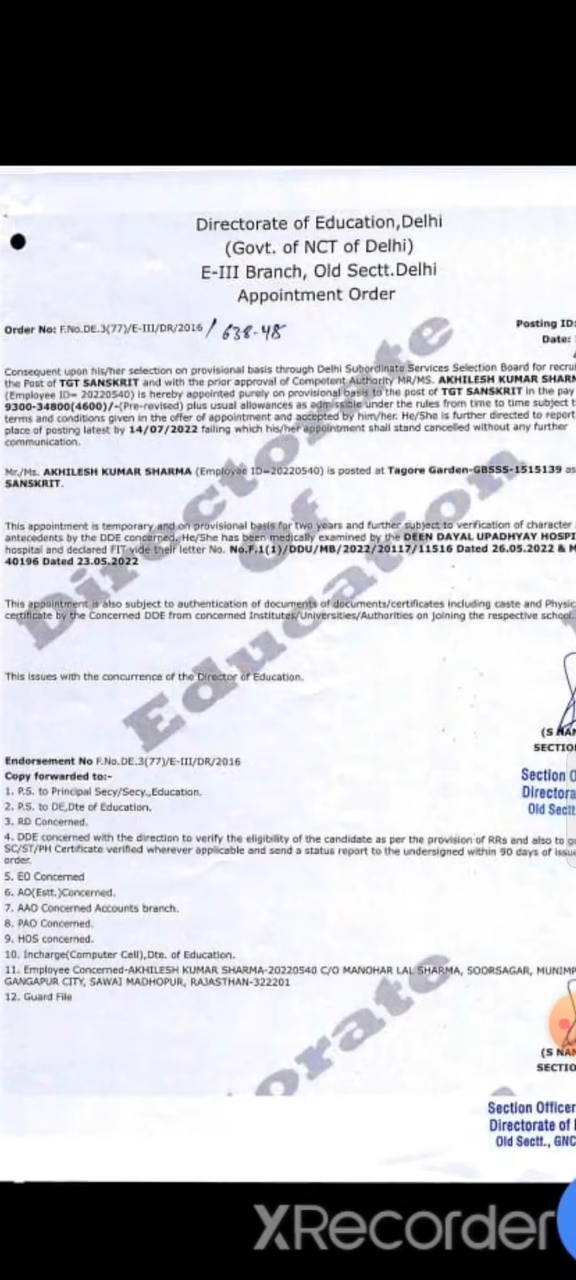 Directorate of Education,Delhi
(Govt. of NCT of Delhi)
E-III Branch, Old Sectt.Delhi
Appointment Order
Order No: F.No.DE.3(77)/E-III/DR/2016 / 638-48
Posting ID:
Date:
Consequent upon his/her selection on provisional basis through Delhi Subordinate Services Selection Board for recrui
the Post of TGT SANSKRIT and with the prior approval of Competent Authority MR/MS. AKHILESH KUMAR SHARM
(Employee ID= 20220540) is hereby appointed purely on provisional basis to the post of TGT SANSKRIT in the pay
9300-34800(4600)/-(Pre-revised) plus usual allowances as admissible under the rules from time to time subject t
terms and conditions given in the offer of appointment and accepted by him/her. He/She is further directed to report
place of posting latest by 14/07/2022 failing which his/her appointment shall stand cancelled without any further
communication.
Mr./Ms. AKHILESH KUMAR SHARMA (Employee ID=20220540) is posted at Tagore Garden-GBSSS-1515139 as
SANSKRIT.
This appointment is temporary and on provisional basis for two years and further subject to verification of character
antecedents by the DDE concerned. He/She has been medically examined by the DEEN DAYAL UPADHYAY HOSPI
hospital and declared FIT vide their letter No. No.F.1(1)/DDU/MB/2022/20117/11516 Dated 26.05.2022 & M
40196 Dated 23.05.2022
This appointment is also subject to authentication of documents of documents/certificates including caste and Physic
certificate by the Concerned DDE from concerned Institutes/Universities/Authorities on joining the respective school.
This issues with the concurrence of the Director of Education.
(S NAN
SECTION
Section O
Directora
Old Sectt
Endorsement No F.No.DE.3(77)/E-III/DR/2016
Copy forwarded to:-
1. P.S. to Principal Secy/Secy.,Education.
2. P.S. to DE,Dte of Education.
3. RD Concerned.
4. DDE concerned with the direction to verify the eligibility of the candidate as per the provision of RRs and also to g
SC/ST/PH Certificate verified wherever applicable and send a status report to the undersigned within 90 days of issue
order.
5. EO Concerned
6. AO(Estt.)Concerned.
7. AAO Concerned Accounts branch.
8. PAO Concerned.
9. HOS concerned.
10. Incharge(Computer Cell),Dte. of Education.
11. Employee Concerned-AKHILESH KUMAR SHARMA-20220540 C/O MANOHAR LAL SHARMA, SOORSAGAR, MUNIMP
GANGAPUR CITY, SAWAI MADHOPUR, RAJASTHAN-322201
12. Guard File
(S NAN
SECTIO
Section Officer
Directorate of
Old Sectt., GNC
Directorate
Of
Education
orate
XRecorder